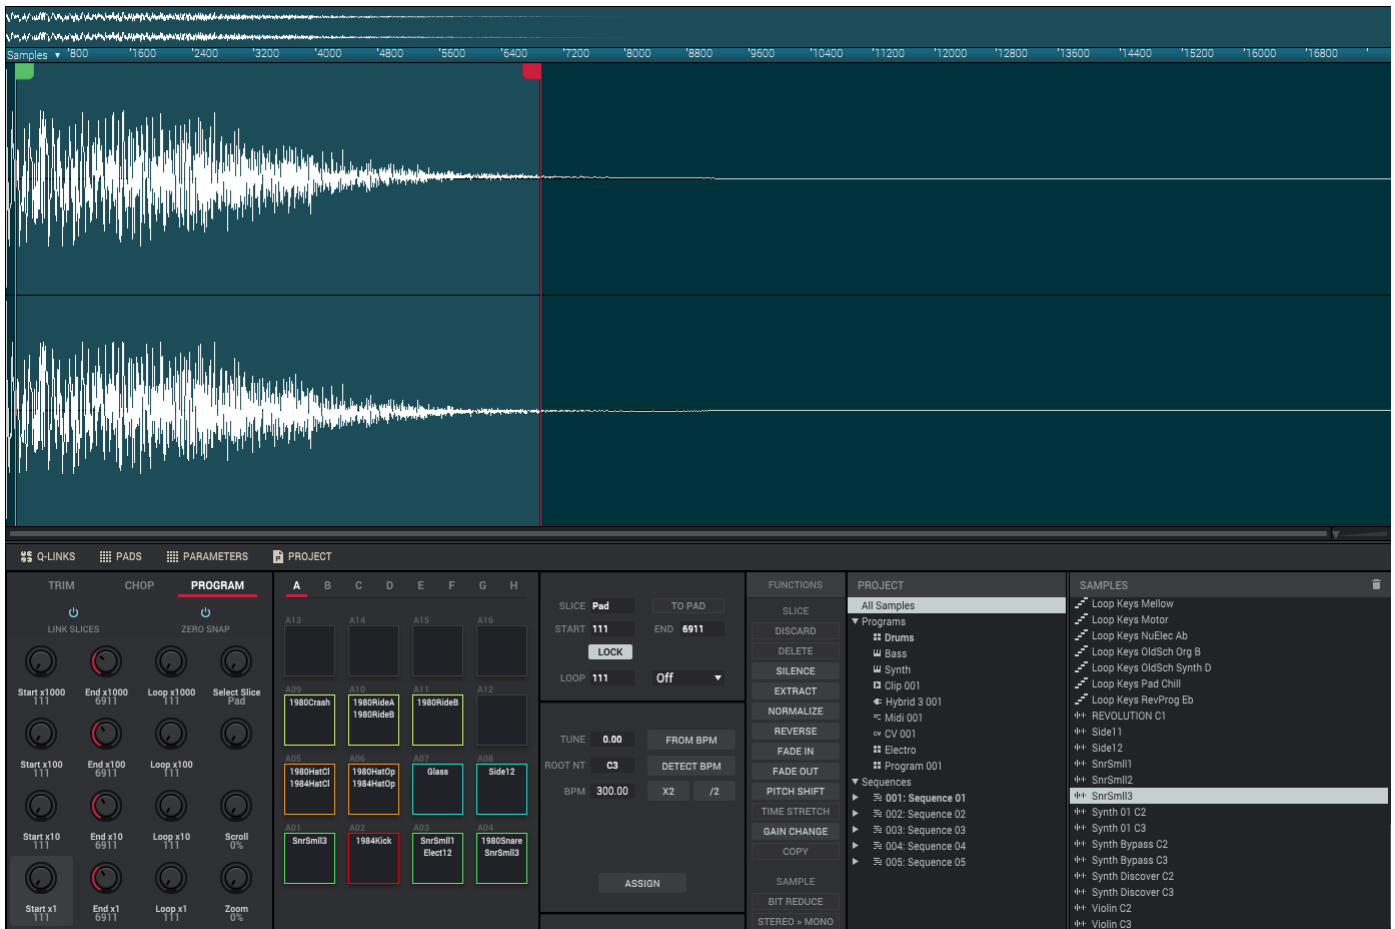 Samples ▾ '800 '1600 '2400 '3200 '4000 '4800 '5600 '6400 '7200 '8000 '8800 '9600 '10400 '11200 '12000 '12800 '13600 '14400 '15200 '16000 '16800
Q-LINKS PADS PARAMETERS PROJECT
TRIM CHOP PROGRAM
LINK SLICES ZERO SNAP
Start x1000 End x1000 Loop x1000 Select Slice
111 6911 111 Pad
Start x100 End x100 Loop x100
111 6911 111
Start x10 End x10 Loop x10 Scroll
111 6911 111 0%
Start x1 End x1 Loop x1 Zoom
111 6911 111 0%
A B C D E F G H
A13 A14 A15 A16
A09 A10 A11 A12
1980Crash 1980RideA 1980RideB
1980RideB
A05 A06 A07 A08
1980HatCl 1980HatOp Glass Side12
1984HatCl 1984HatOp
A01 A02 A03 A04
SnrSmll3 1984Kick SnrSmll1 1980Snare
Elect12 SnrSmll3
SLICE Pad TO PAD
START 111 END 6911
LOCK
LOOP 111 Off ▾
TUNE 0.00 FROM BPM
ROOT NT C3 DETECT BPM
BPM 300.00 X2 /2
ASSIGN
FUNCTIONS
SLICE
DISCARD
DELETE
SILENCE
EXTRACT
NORMALIZE
REVERSE
FADE IN
FADE OUT
PITCH SHIFT
TIME STRETCH
GAIN CHANGE
COPY
SAMPLE
BIT REDUCE
STEREO > MONO
PROJECT
All Samples
Programs
Drums
Bass
Synth
Clip 001
Hybrid 3 001
Midi 001
CV CV 001
Electro
Program 001
Sequences
001: Sequence 01
002: Sequence 02
003: Sequence 03
004: Sequence 04
005: Sequence 05
SAMPLES
Loop Keys Mellow
Loop Keys Motor
Loop Keys NuElec Ab
Loop Keys OldSch Org B
Loop Keys OldSch Synth D
Loop Keys Pad Chill
Loop Keys RevProg Eb
REVOLUTION C1
Side11
Side12
SnrSmll1
SnrSmll2
SnrSmll3
Synth 01 C2
Synth 01 C3
Synth Bypass C2
Synth Bypass C3
Synth Discover C2
Synth Discover C3
Violin C2
Violin C3